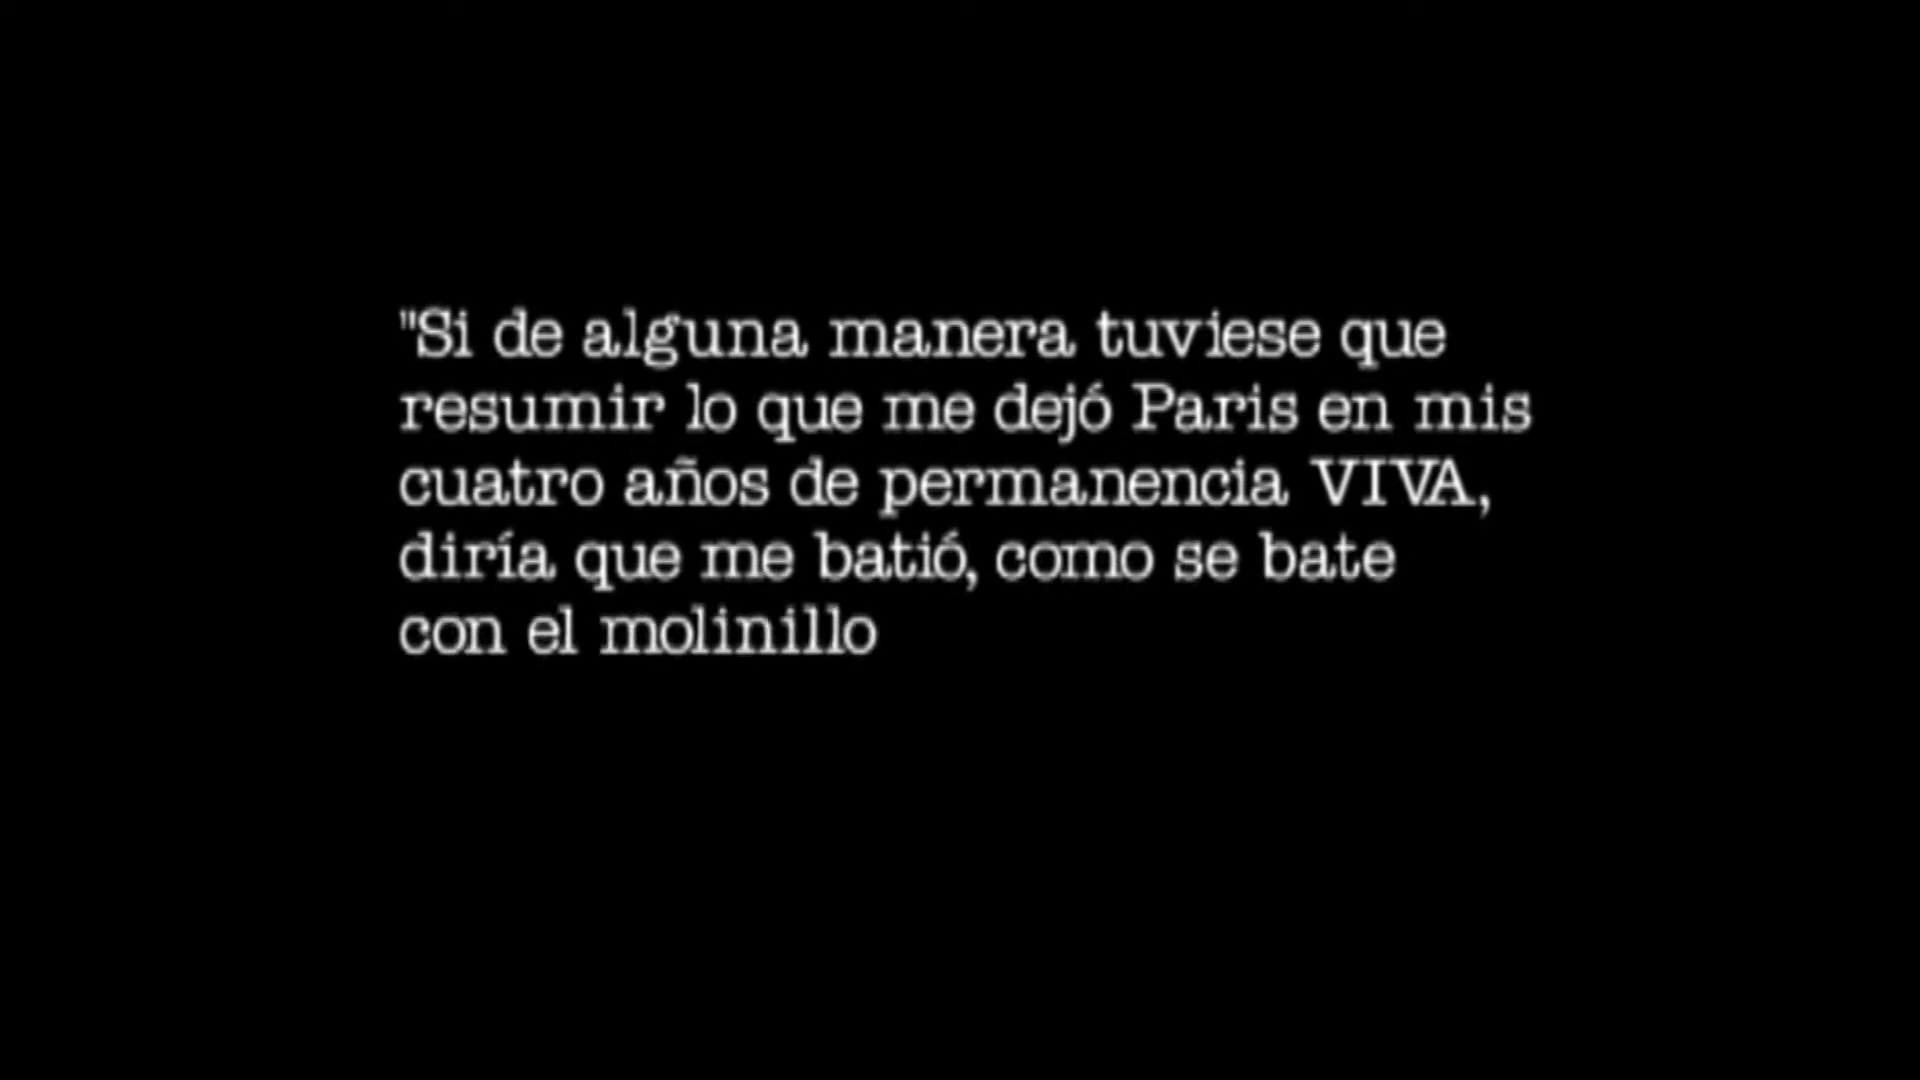 "Si de alguna manera tuviese que
resumir lo que me dejó Paris en mis
cuatro años de permanencia VIVA,
diría que me batió, como se bate
con el molinillo